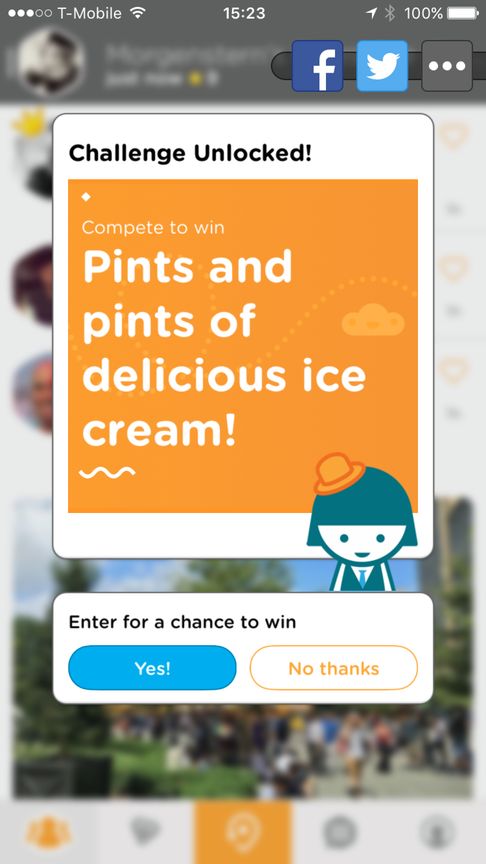 T-Mobile 15:23 100%
Morgenstern's
just now
Challenge Unlocked!
Compete to win
Pints and
pints of
delicious ice
cream!
Enter for a chance to win
Yes! No thanks